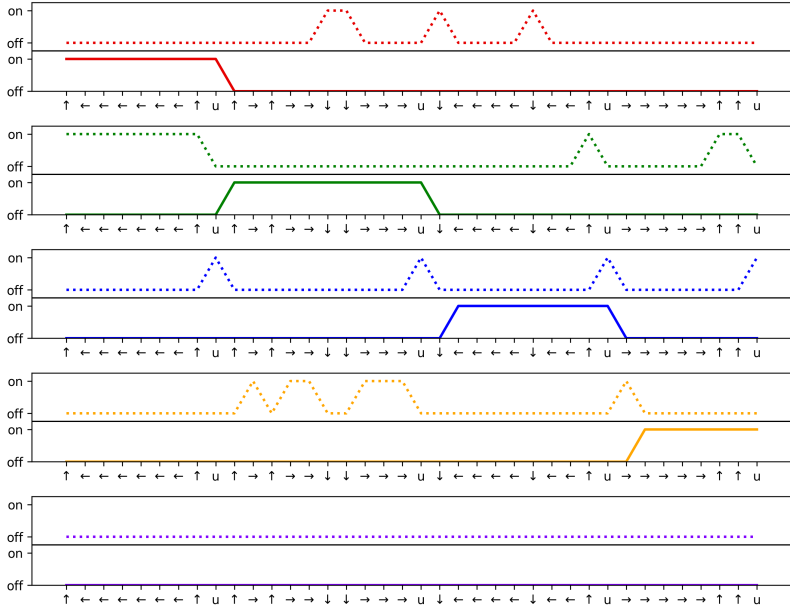 on
off
on
off
↑ ← ← ← ← ← ← ↑ u ↑ → ↑ → → ↓ ↓ → → → u ↓ ← ← ← ← ↓ ← ← ↑ u → → → → → ↑ ↑ u
on
off
on
off
↑ ← ← ← ← ← ← ↑ u ↑ → ↑ → → ↓ ↓ → → → u ↓ ← ← ← ← ↓ ← ← ↑ u → → → → → ↑ ↑ u
on
off
on
off
↑ ← ← ← ← ← ← ↑ u ↑ → ↑ → → ↓ ↓ → → → u ↓ ← ← ← ← ↓ ← ← ↑ u → → → → → ↑ ↑ u
on
off
on
off
↑ ← ← ← ← ← ← ↑ u ↑ → ↑ → → ↓ ↓ → → → u ↓ ← ← ← ← ↓ ← ← ↑ u → → → → → ↑ ↑ u
on
off
on
off
↑ ← ← ← ← ← ← ↑ u ↑ → ↑ → → ↓ ↓ → → → u ↓ ← ← ← ← ↓ ← ← ↑ u → → → → → ↑ ↑ u